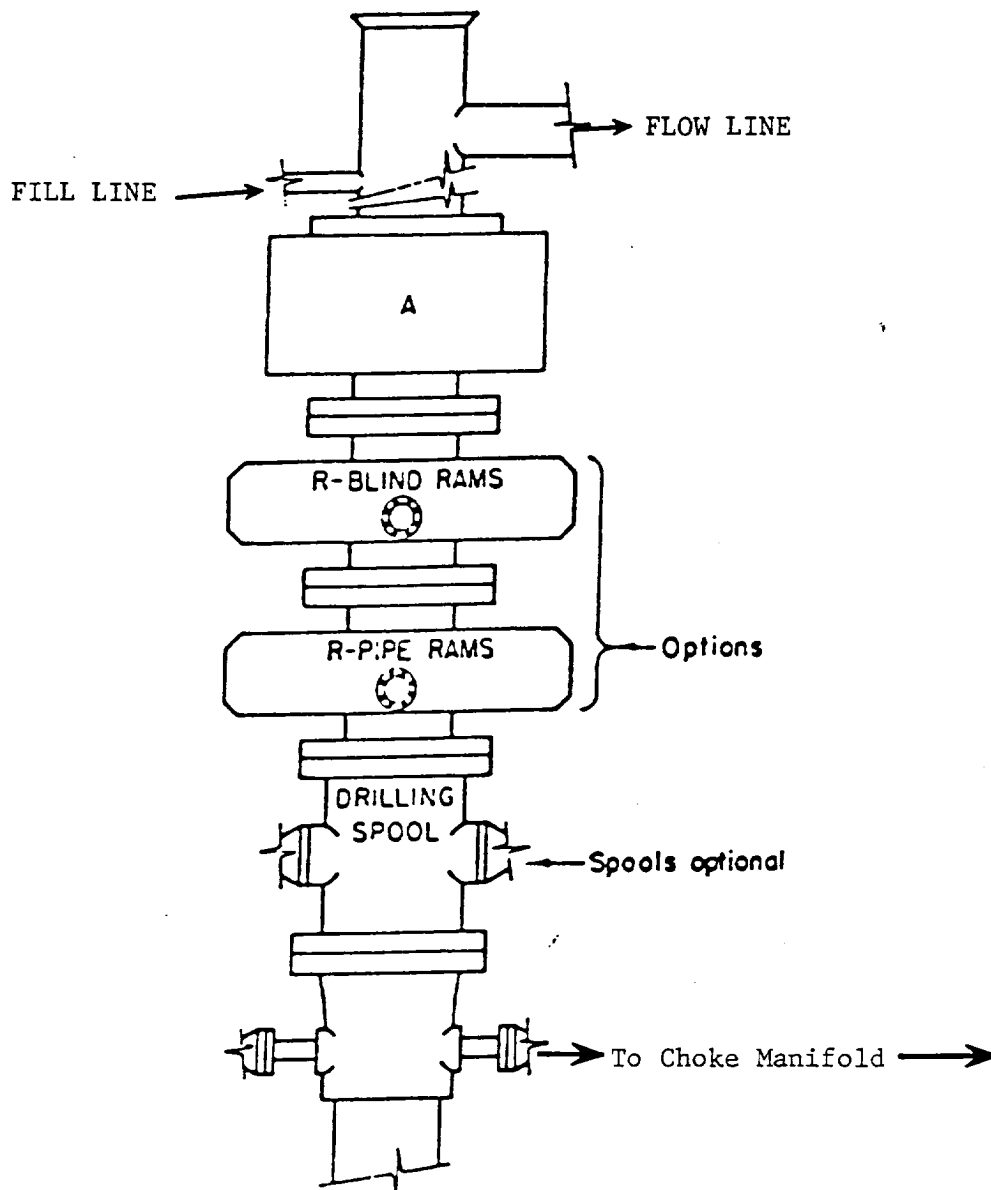 FLOW LINE
FILL LINE
A
R-BLIND RAMS
R-PIPE RAMS
Options
DRILLING
SPOOL
Spools optional
To Choke Manifold